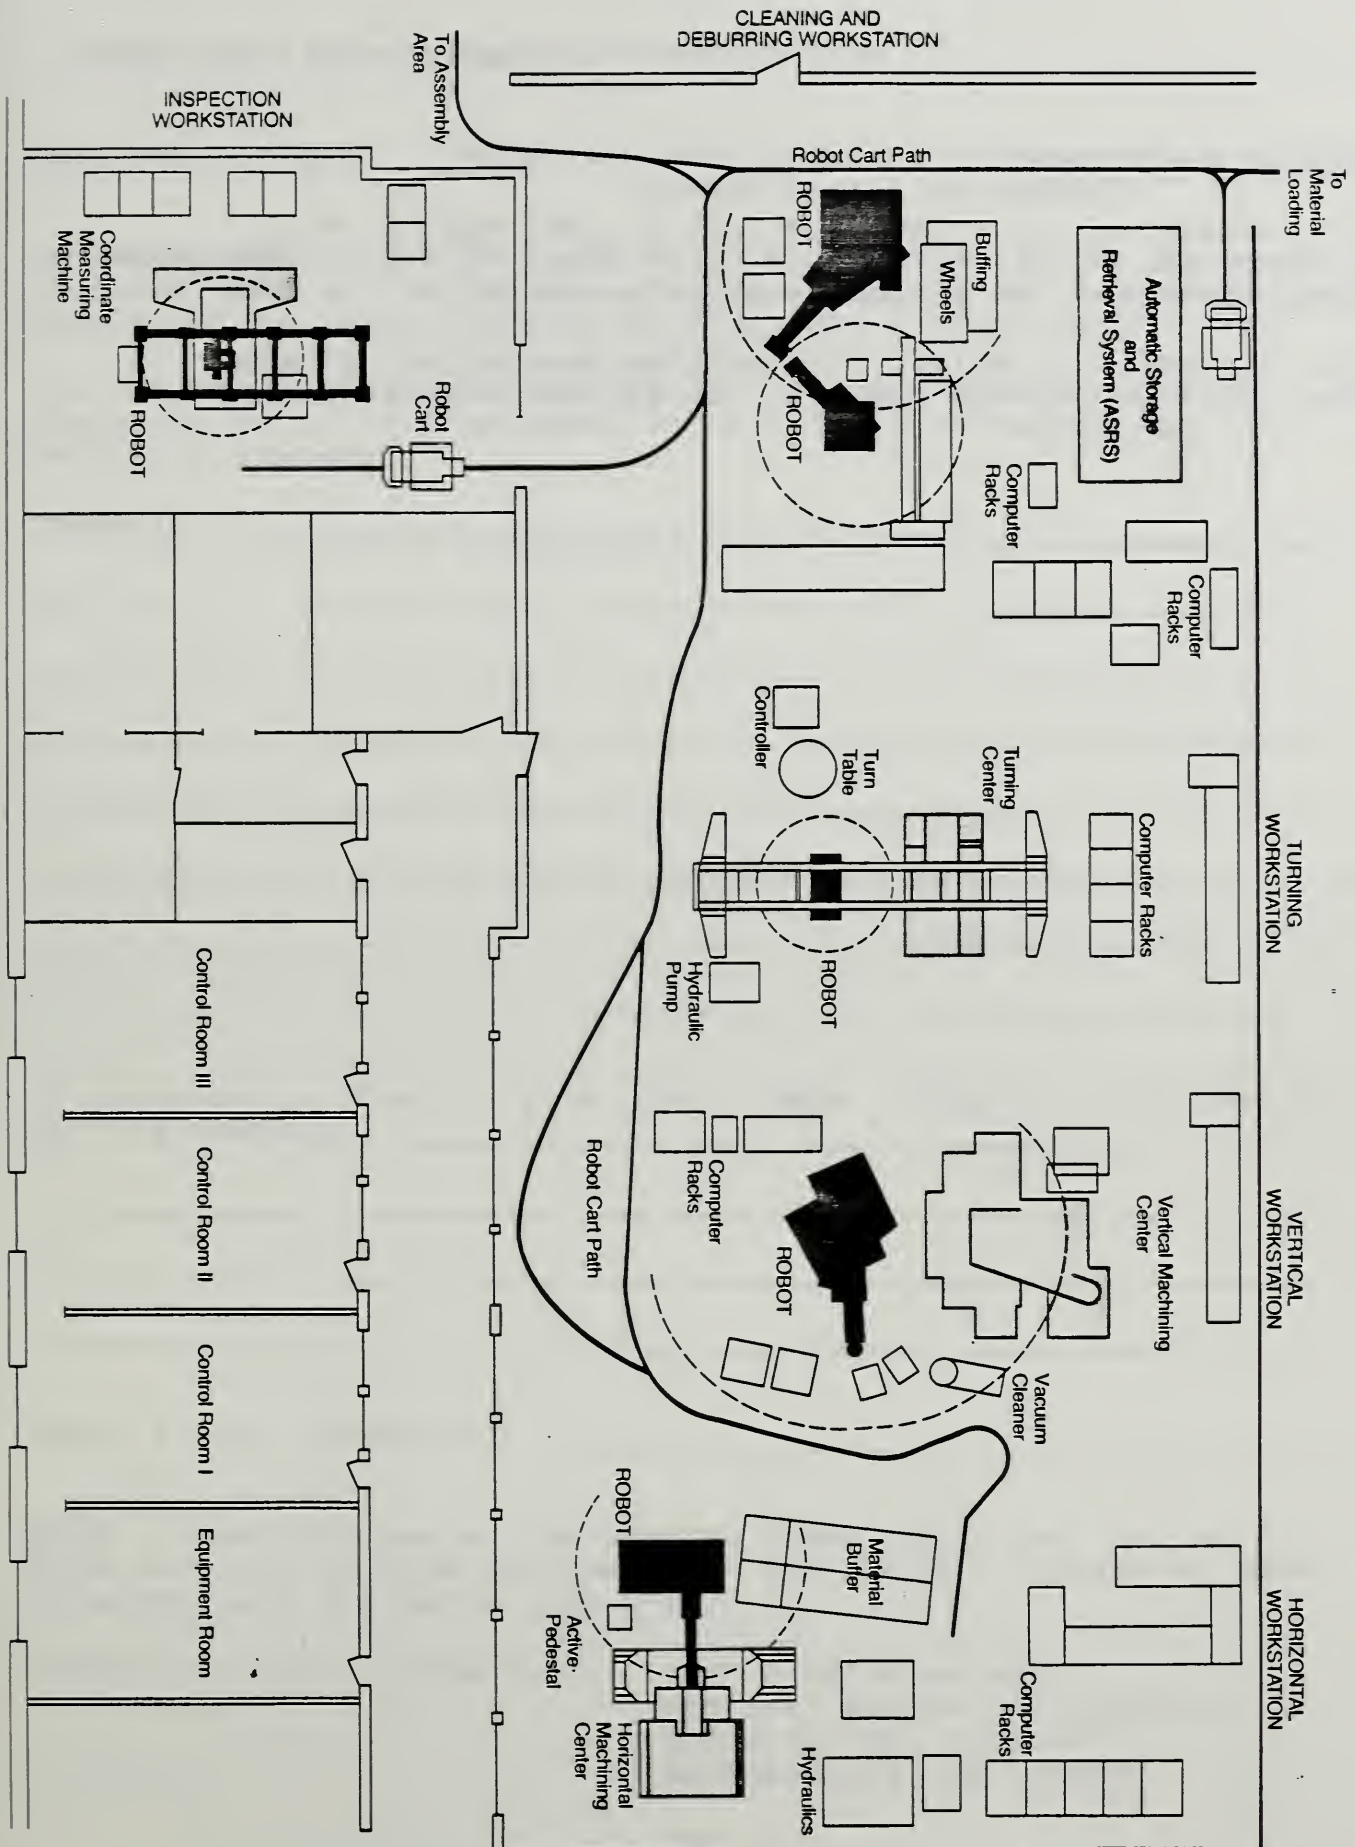 CLEANING AND
DEBURRING WORKSTATION
INSPECTION
WORKSTATION
To Assembly
Area
Robot Cart Path
To
Material
Loading
ROBOT
Buffing
Wheels
Automatic Storage
and
Retrieval System (ASRS)
Coordinate
Measuring
Machine
ROBOT
Robot
Cart
ROBOT
Computer
Racks
Computer
Racks
Controller
Turn
Table
Turning
Center
Computer Racks
TURNING
WORKSTATION
ROBOT
Hydraulic
Pump
Control Room III
Robot Cart Path
Computer
Racks
ROBOT
Vertical Machining
Center
VERTICAL
WORKSTATION
Control Room II
Vacuum
Cleaner
Control Room I
ROBOT
Material
Buffer
Equipment Room
Active-
Pedestal
HORIZONTAL
WORKSTATION
Computer
Racks
Horizontal
Machining
Center
Hydraulics